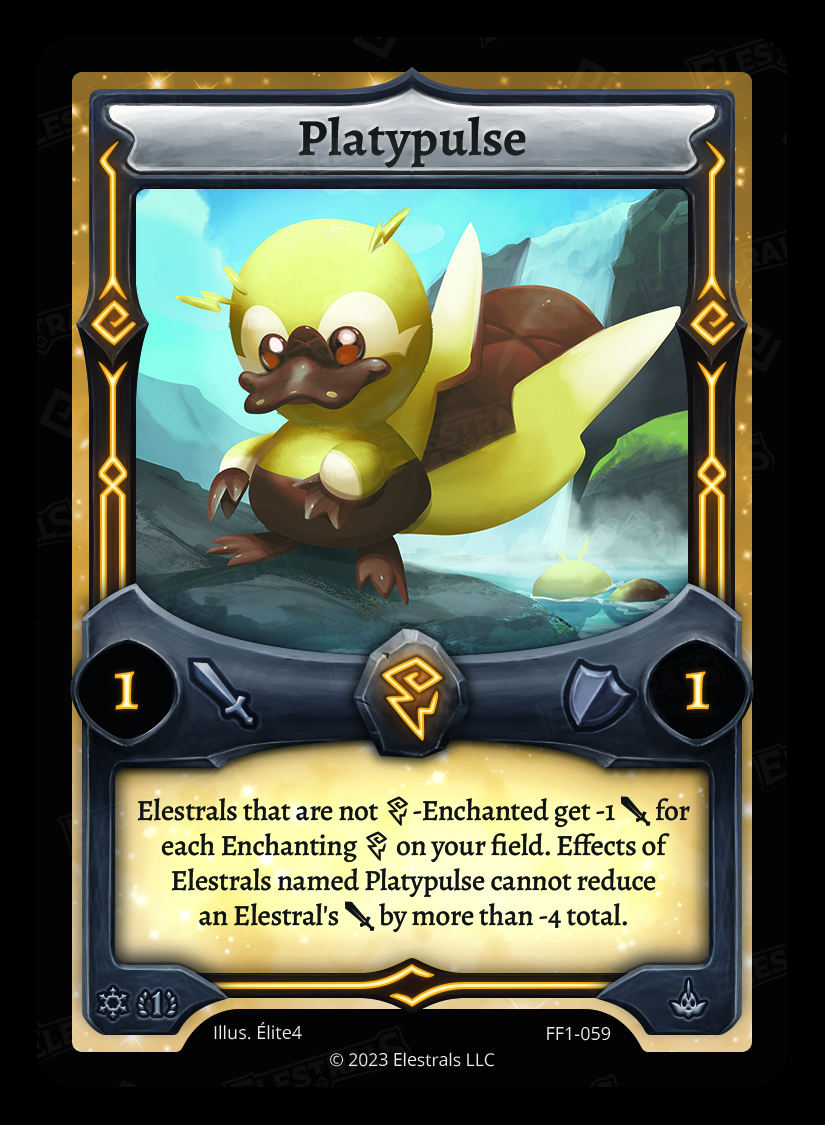 Platypulse
1
1
Elestrals that are not -Enchanted get -1 for
each Enchanting on your field. Effects of
Elestrals named Platypulse cannot reduce
an Elestral's by more than -4 total.
1
Illus. Élite4
FF1-059
© 2023 Elestrals LLC